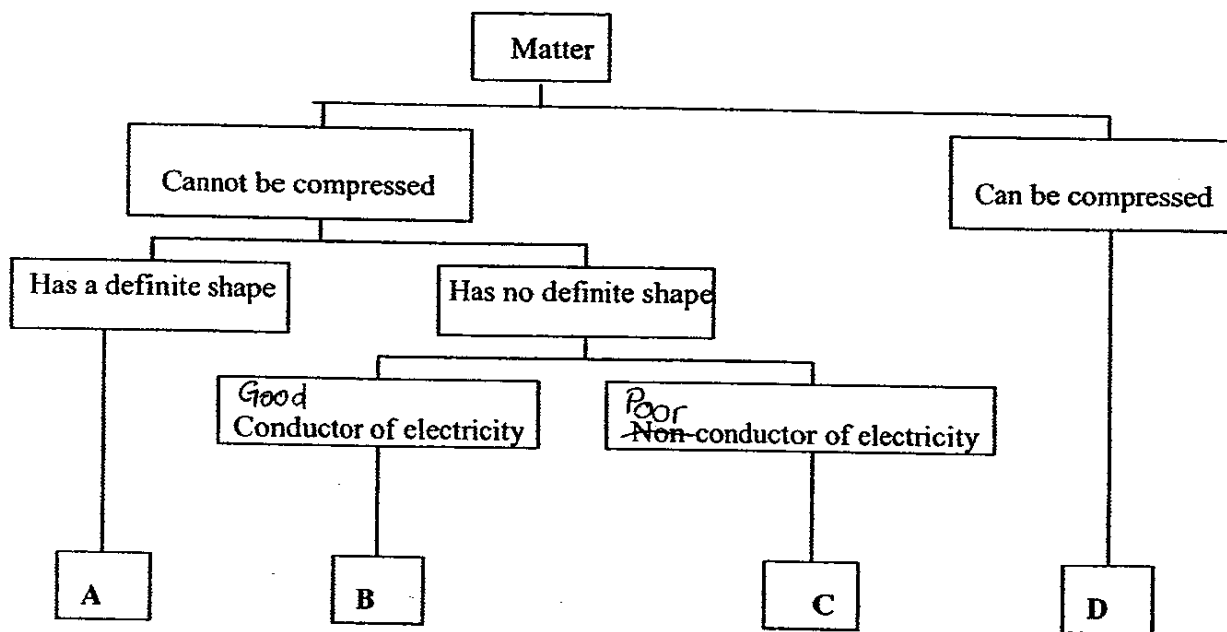 Matter
Cannot be compressed
Can be compressed
Has a definite shape
Has no definite shape
Good
Conductor of electricity
Poor
Non-conductor of electricity
A
B
C
D